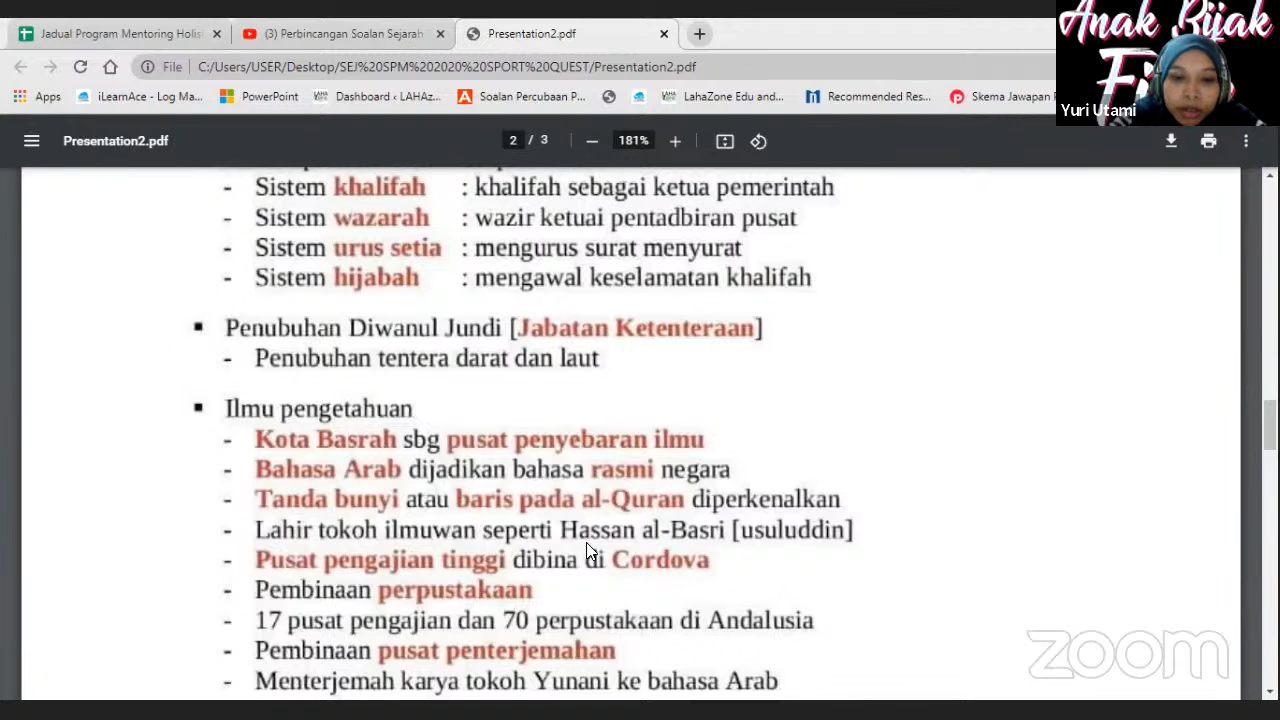 Jadual Program Mentoring Holis
(3) Perbincangan Soalan Sejarah
Presentation2.pdf
Anak Bijak
Yuri Utami
File
C:/Users/USER/Desktop/SEJ%20SPM%20
%20SPORT%20QUEST/Presentation2.pdf
Apps
iLearnAce - Log Ma...
PowerPoint
Dashboard ‹ LAHAz...
Soalan Percubaan P...
LahaZone Edu and...
Recommended Res...
Skema Jawapan
Presentation2.pdf
2 / 3
181%
- Sistem khalifah : khalifah sebagai ketua pemerintah
- Sistem wazarah : wazir ketuai pentadbiran pusat
- Sistem urus setia : mengurus surat menyurat
- Sistem hijabah : mengawal keselamatan khalifah
▪ Penubuhan Diwanul Jundi [Jabatan Ketenteraan]
- Penubuhan tentera darat dan laut
▪ Ilmu pengetahuan
- Kota Basrah sbg pusat penyebaran ilmu
- Bahasa Arab dijadikan bahasa rasmi negara
- Tanda bunyi atau baris pada al-Quran diperkenalkan
- Lahir tokoh ilmuwan seperti Hassan al-Basri [usuluddin]
- Pusat pengajian tinggi dibina di Cordova
- Pembinaan perpustakaan
- 17 pusat pengajian dan 70 perpustakaan di Andalusia
- Pembinaan pusat penterjemahan
- Menterjemah karya tokoh Yunani ke bahasa Arab
zoom